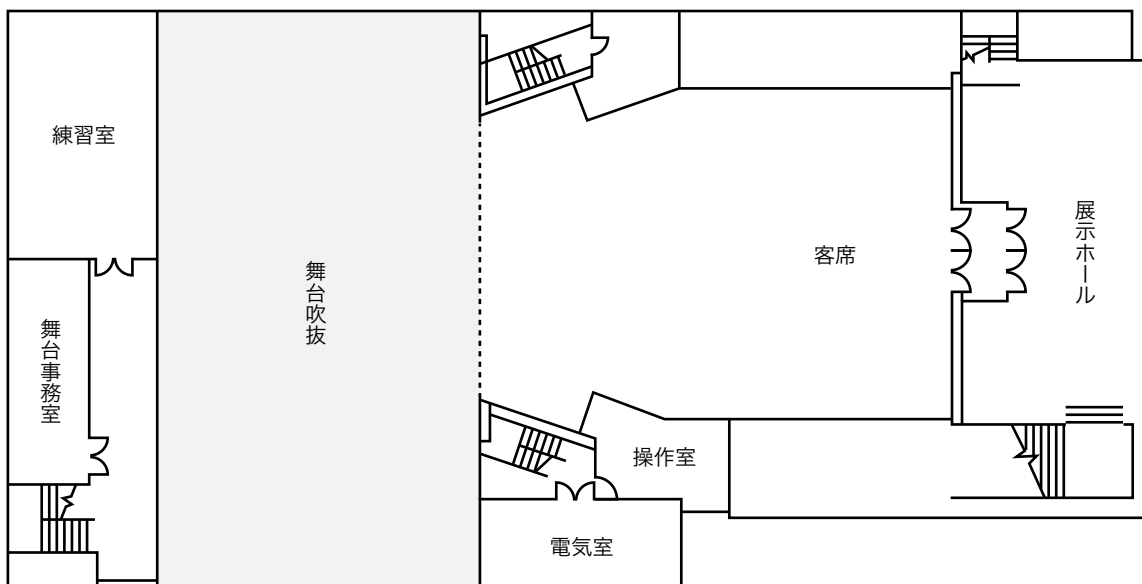 練習室
舞台事務室
舞台吹抜
客席
展示ホール
操作室
電気室